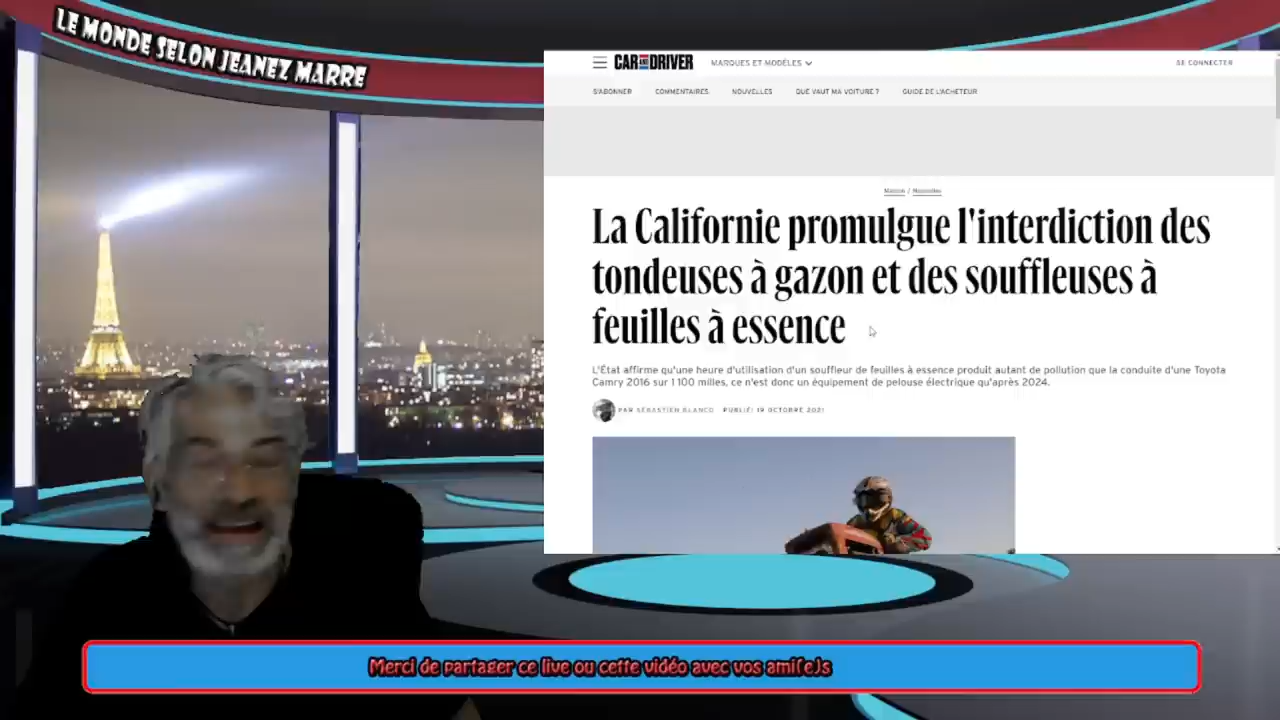 LE MONDE SELON JEANEZ MARRE
CAR AND DRIVER
MARQUES ET MODÈLES
SE CONNECTER
S'ABONNER
COMMENTAIRES
NOUVELLES
QUE VAUT MA VOITURE ?
GUIDE DE L'ACHETEUR
Maison / Nouvelles
La Californie promulgue l'interdiction des
tondeuses à gazon et des souffleuses à
feuilles à essence
L'État affirme qu'une heure d'utilisation d'un souffleur de feuilles à essence produit autant de pollution que la conduite d'une Toyota
Camry 2016 sur 1 100 milles, ce n'est donc un équipement de pelouse électrique qu'après 2024.
PAR SÉBASTIEN BLANCO PUBLIÉ: 19 OCTOBRE 2021
Merci de partager ce live ou cette vidéo avec vos ami(e)s